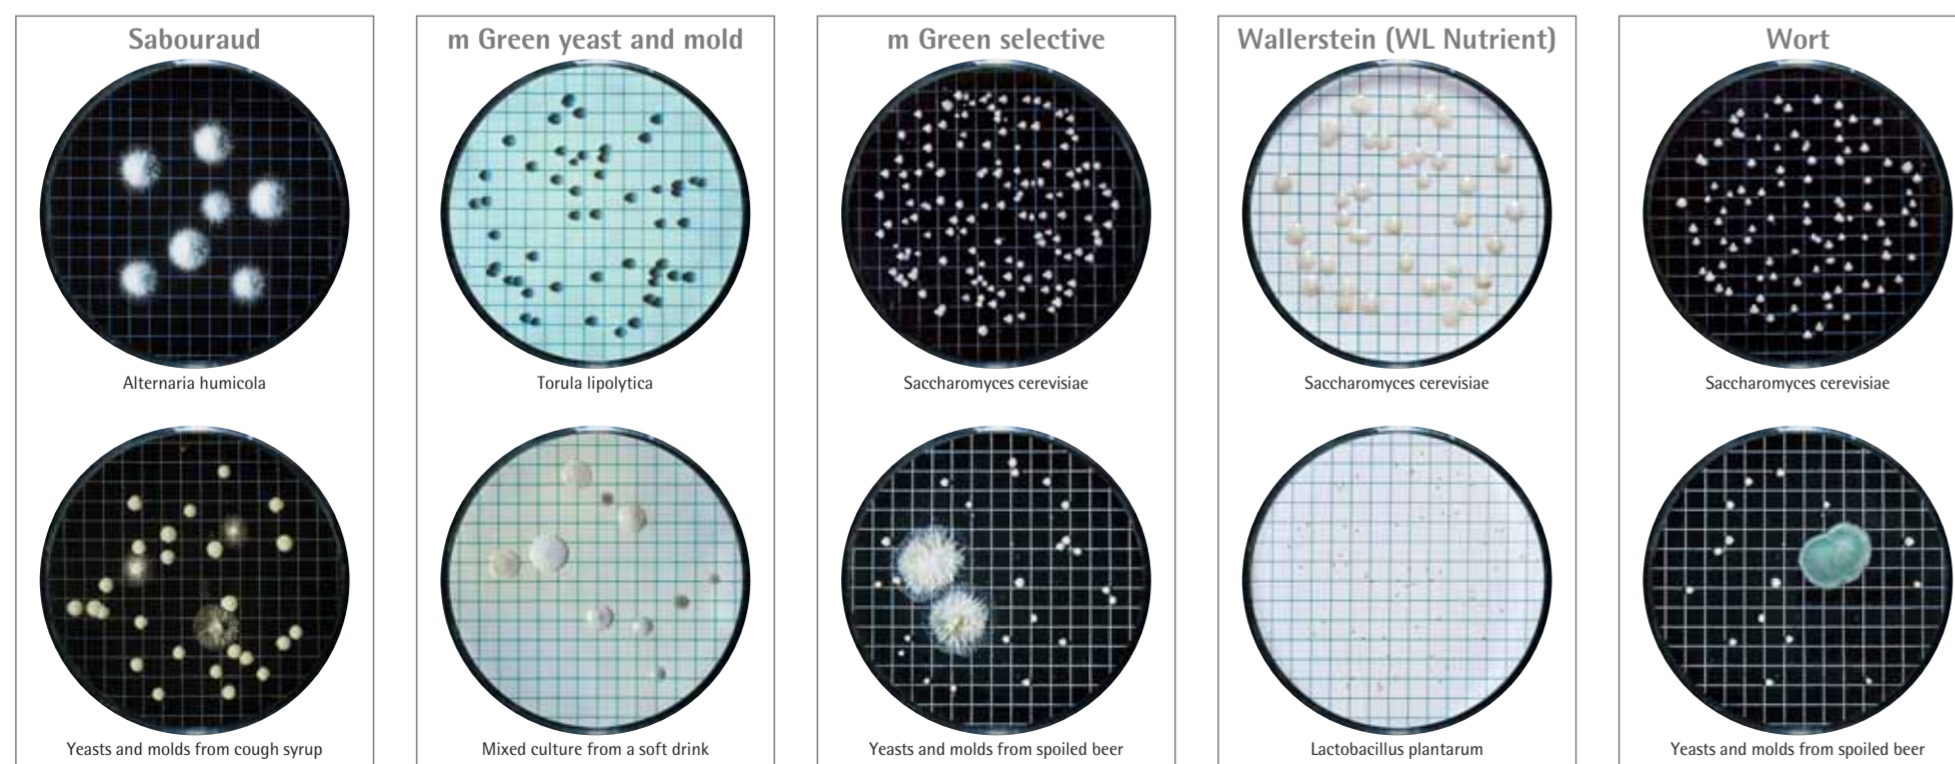 Sabouraud
Alternaria humicola
Yeasts and molds from cough syrup
m Green yeast and mold
Torula lipolytica
Mixed culture from a soft drink
m Green selective
Saccharomyces cerevisiae
Yeasts and molds from spoiled beer
Wallerstein (WL Nutrient)
Saccharomyces cerevisiae
Lactobacillus plantarum
Wort
Saccharomyces cerevisiae
Yeasts and molds from spoiled beer